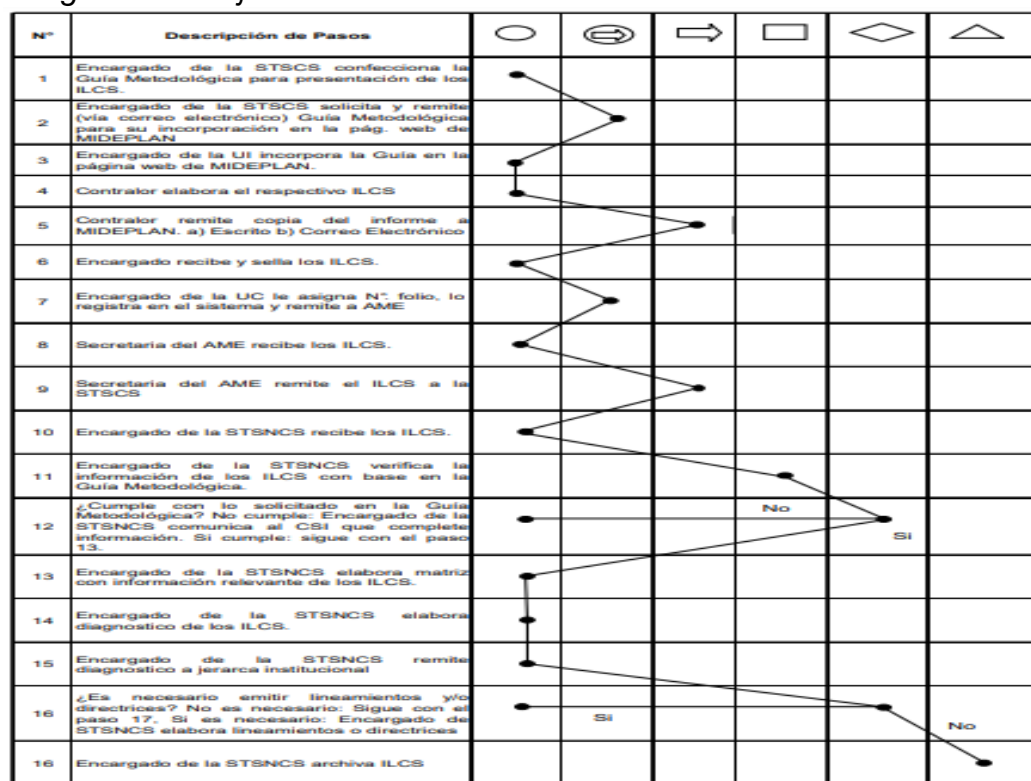 N° Descripción de Pasos
1 Encargado de la STSCS confecciona la
Guía Metodológica para presentación de los
ILCS.
2 Encargado de la STSCS solicita y remite
(vía correo electrónico) Guía Metodológica
para su incorporación en la pág. web de
MIDEPLAN
3 Encargado de la UI incorpora la Guía en la
página web de MIDEPLAN.
4 Contralor elabora el respectivo ILCS
5 Contralor remite copia del informe a
MIDEPLAN. a) Escrito b) Correo Electrónico
6 Encargado recibe y sella los ILCS.
7 Encargado de la UC le asigna N°. folio, lo
registra en el sistema y remite a AME
8 Secretaria del AME recibe los ILCS.
9 Secretaria del AME remite el ILCS a la
STSCS
10 Encargado de la STSNCS recibe los ILCS.
11 Encargado de la STSNCS verifica la
información de los ILCS con base en la
Guía Metodológica.
12 ¿Cumple con lo solicitado en la Guía
Metodológica? No cumple: Encargado de la
STSNCS comunica al CSI que complete
información. Si cumple: sigue con el paso
13.
No
Si
13 Encargado de la STSNCS elabora matriz
con información relevante de los ILCS.
14 Encargado de la STSNCS elabora
diagnostico de los ILCS.
15 Encargado de la STSNCS remite
diagnostico a jerarca institucional
16 ¿Es necesario emitir lineamientos y/o
directrices? No es necesario: Sigue con el
paso 17, Si es necesario: Encargado de
STSNCS elabora lineamientos o directrices
Si
No
16 Encargado de la STSNCS archiva ILCS